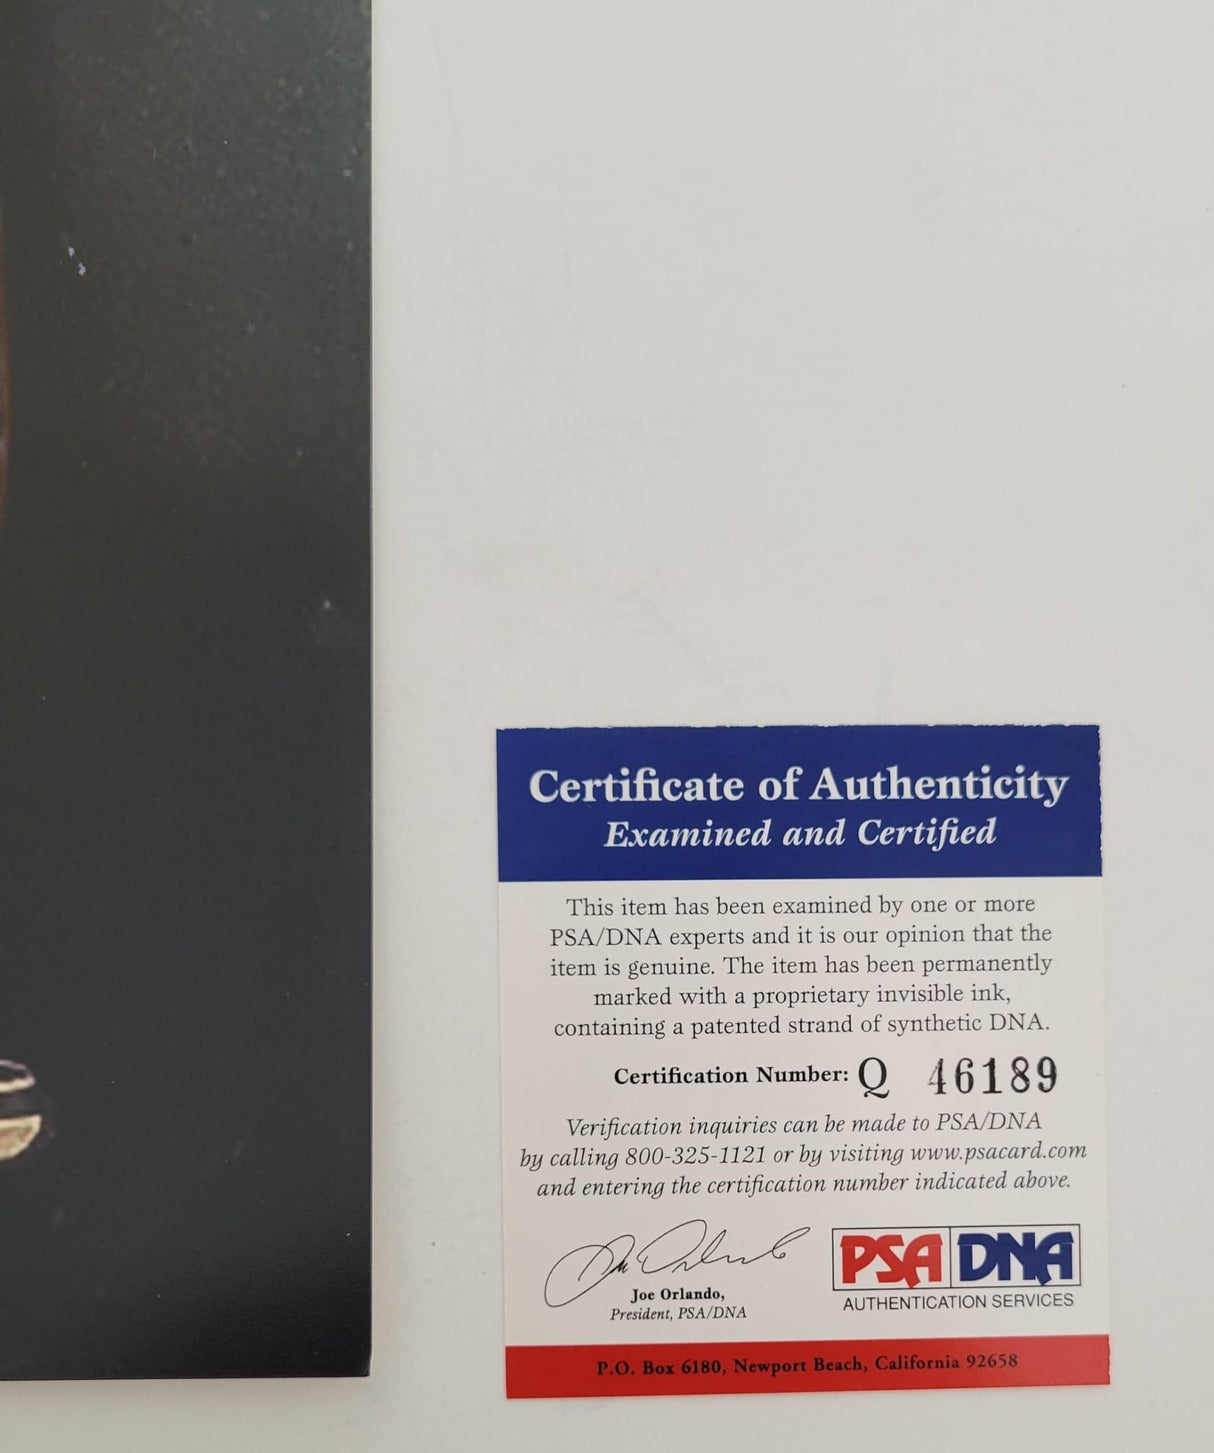 Certificate of Authenticity
Examined and Certified
This item has been examined by one or more
PSA/DNA experts and it is our opinion that the
item is genuine. The item has been permanently
marked with a proprietary invisible ink,
containing a patented strand of synthetic DNA.
Certification Number: Q 46189
Verification inquiries can be made to PSA/DNA
by calling 800-325-1121 or by visiting www.psacard.com
and entering the certification number indicated above.
Joe Orlando,
President, PSA/DNA
PSA DNA
AUTHENTICATION SERVICES
P.O. Box 6180, Newport Beach, California 92658